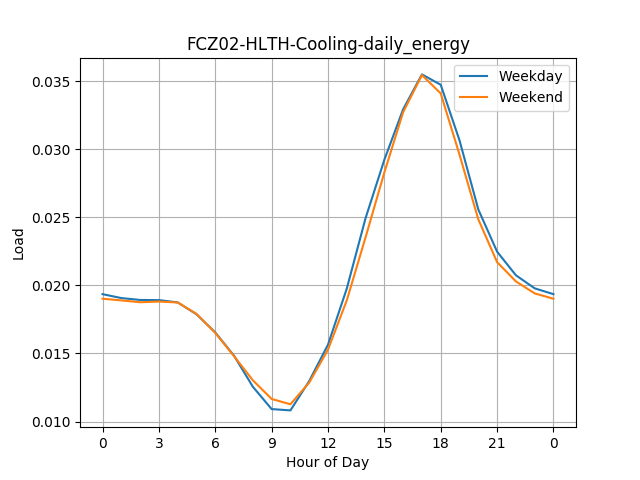 FCZ02-HLTH-Cooling-daily_energy
Weekday
Weekend
Load
0.035
0.030
0.025
0.020
0.015
0.010
0 3 6 9 12 15 18 21 0
Hour of Day